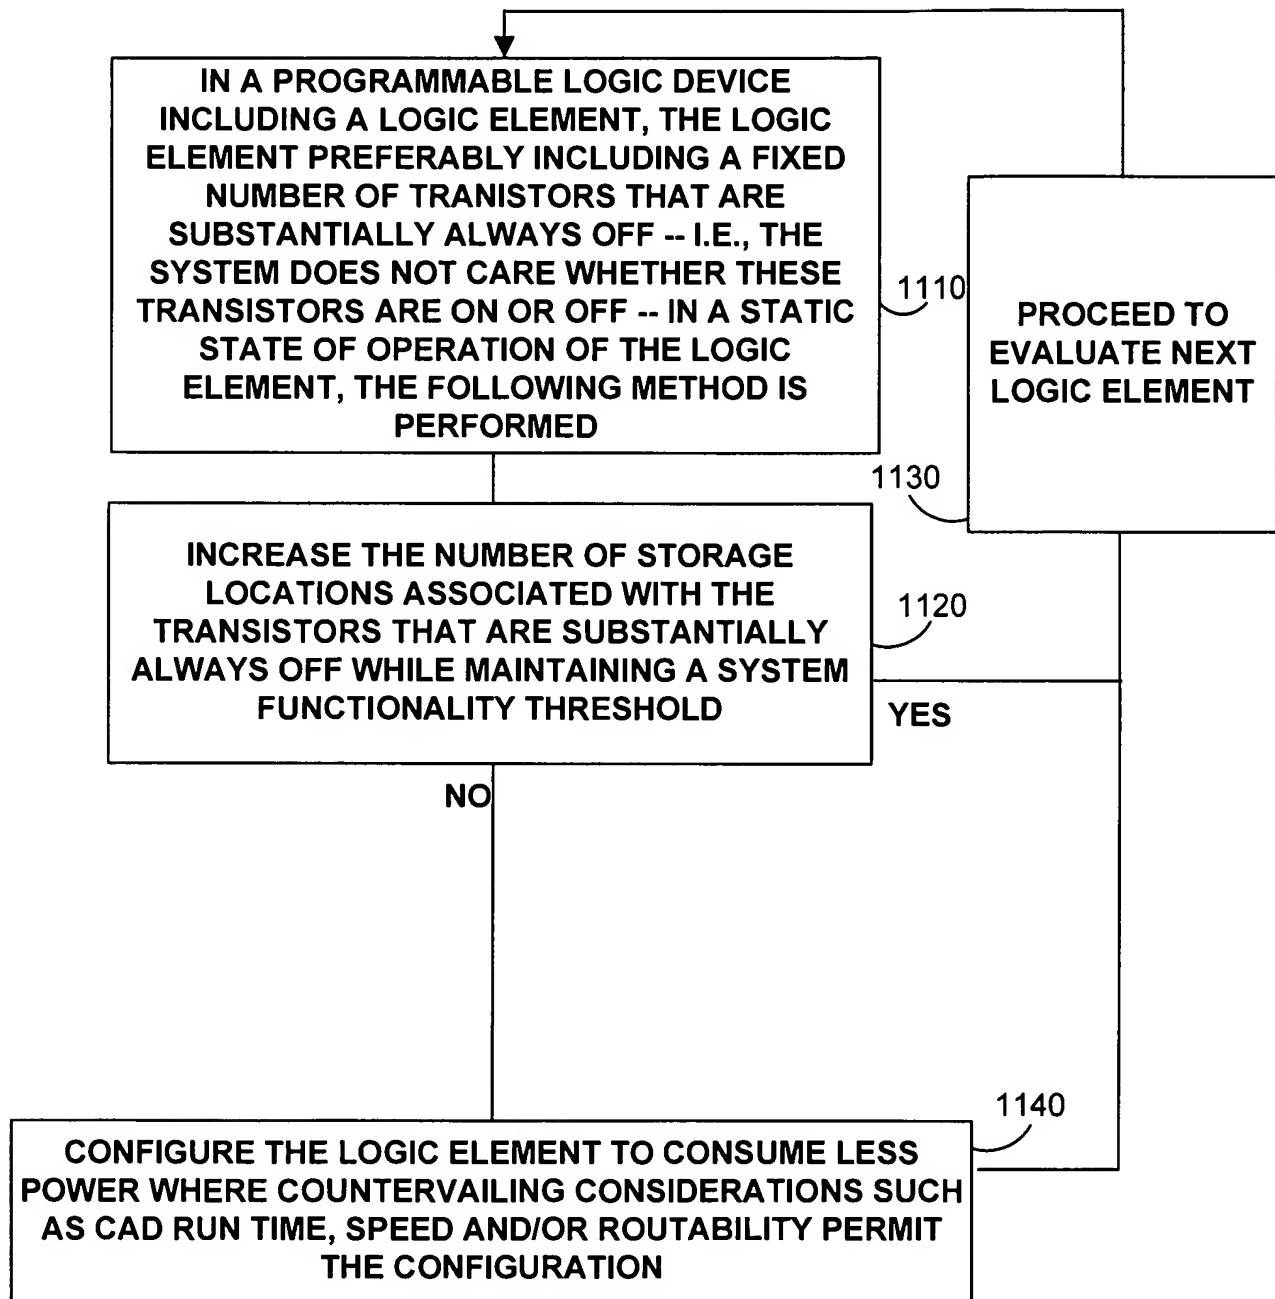 IN A PROGRAMMABLE LOGIC DEVICE
INCLUDING A LOGIC ELEMENT, THE LOGIC
ELEMENT PREFERABLY INCLUDING A FIXED
NUMBER OF TRANISTORS THAT ARE
SUBSTANTIALLY ALWAYS OFF -- I.E., THE
SYSTEM DOES NOT CARE WHETHER THESE
TRANSISTORS ARE ON OR OFF -- IN A STATIC
STATE OF OPERATION OF THE LOGIC
ELEMENT, THE FOLLOWING METHOD IS
PERFORMED
1110
PROCEED TO
EVALUATE NEXT
LOGIC ELEMENT
1130
INCREASE THE NUMBER OF STORAGE
LOCATIONS ASSOCIATED WITH THE
TRANSISTORS THAT ARE SUBSTANTIALLY
ALWAYS OFF WHILE MAINTAINING A SYSTEM
FUNCTIONALITY THRESHOLD
1120
YES
NO
1140
CONFIGURE THE LOGIC ELEMENT TO CONSUME LESS
POWER WHERE COUNTERVAILING CONSIDERATIONS SUCH
AS CAD RUN TIME, SPEED AND/OR ROUTABILITY PERMIT
THE CONFIGURATION